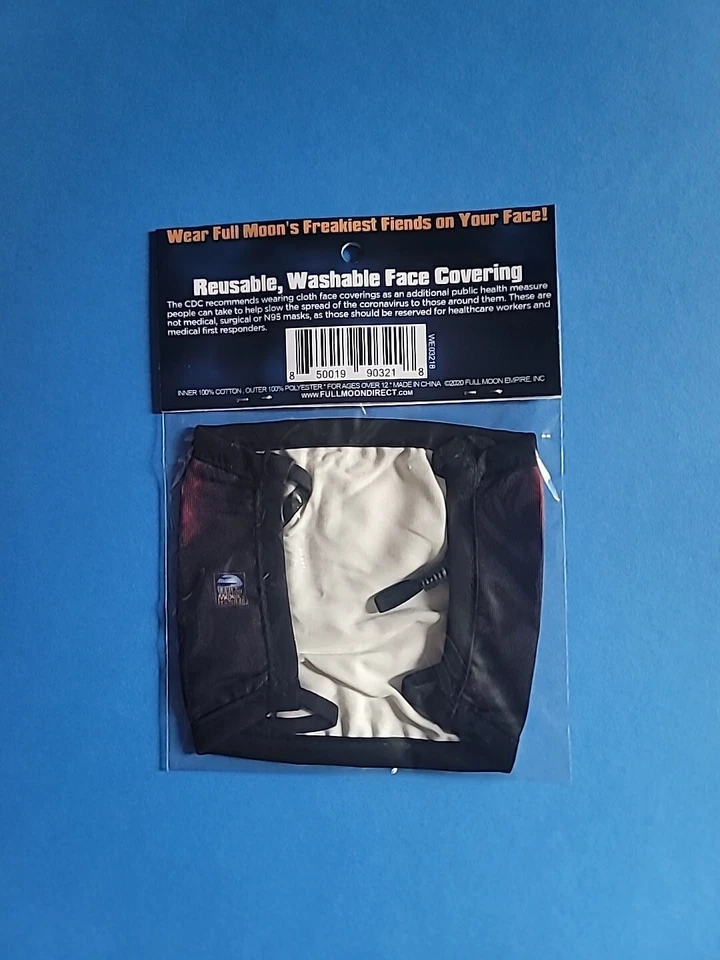 Wear Full Moon's Freakiest Fiends on Your Face!
Reusable, Washable Face Covering
The CDC recommends wearing cloth face coverings as an additional public health measure
people can take to help slow the spread of the coronavirus to those around them. These are
not medical, surgical or N95 masks, as those should be reserved for healthcare workers and
medical first responders.
WE03218
8 50019 90321 8
INNER 100% COTTON, OUTER 100% POLYESTER * FOR AGES OVER 12 * MADE IN CHINA ©2020 FULL MOON EMPIRE, INC
WWW.FULLMOONDIRECT.COM